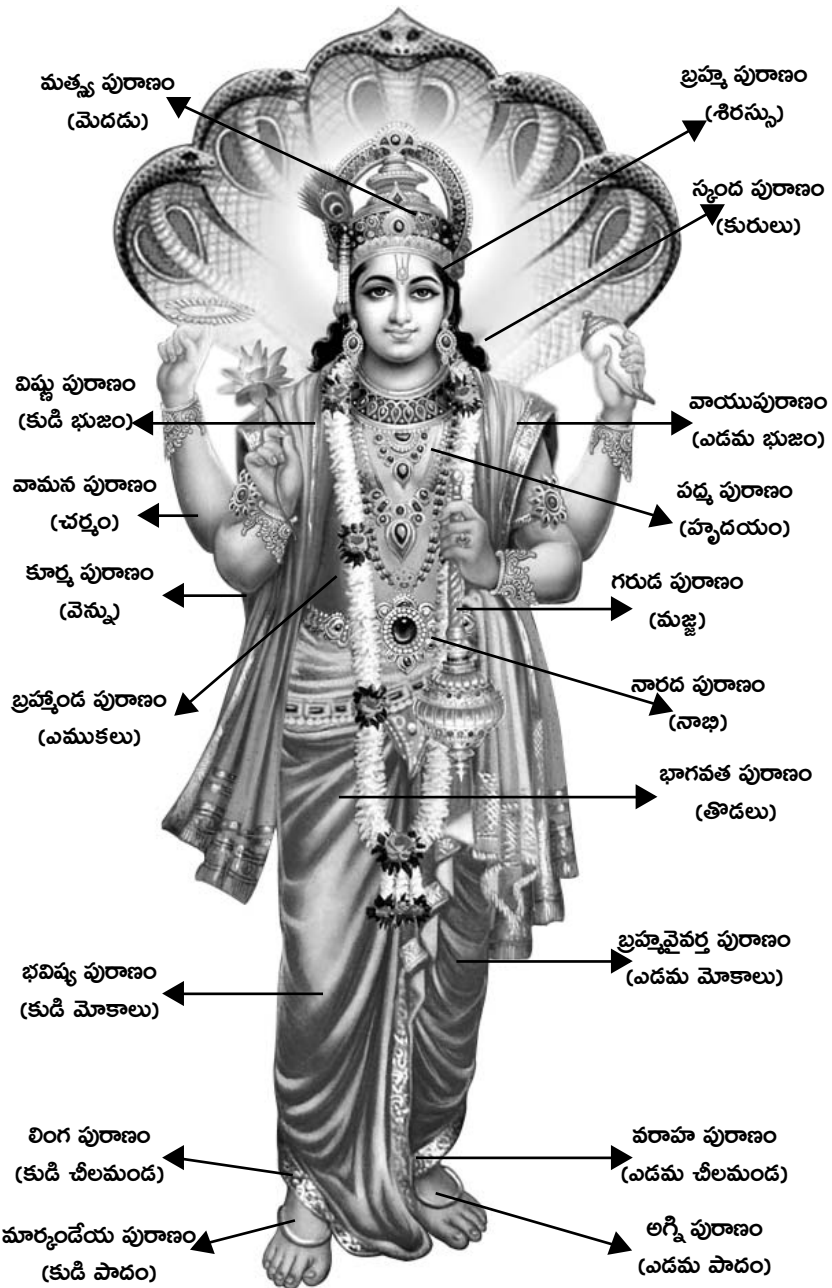 మత్స్య పురాణం
(మెదడు)
బ్రహ్మ పురాణం
(శిరస్సు)
స్కంద పురాణం
(కురులు)
విష్ణు పురాణం
(కుడి భుజం)
వాయుపురాణం
(ఎడమ భుజం)
వామన పురాణం
(చర్మం)
పద్మ పురాణం
(హృదయం)
కూర్మ పురాణం
(వెన్ను)
గరుడ పురాణం
(మజ్జ)
బ్రహ్మాండ పురాణం
(ఎముకలు)
నారద పురాణం
(నాభి)
భాగవత పురాణం
(తొడలు)
భవిష్య పురాణం
(కుడి మోకాలు)
బ్రహ్మవైవర్త పురాణం
(ఎడమ మోకాలు)
లింగ పురాణం
(కుడి చీలమండ)
వరాహ పురాణం
(ఎడమ చీలమండ)
మార్కండేయ పురాణం
(కుడి పాదం)
అగ్ని పురాణం
(ఎడమ పాదం)